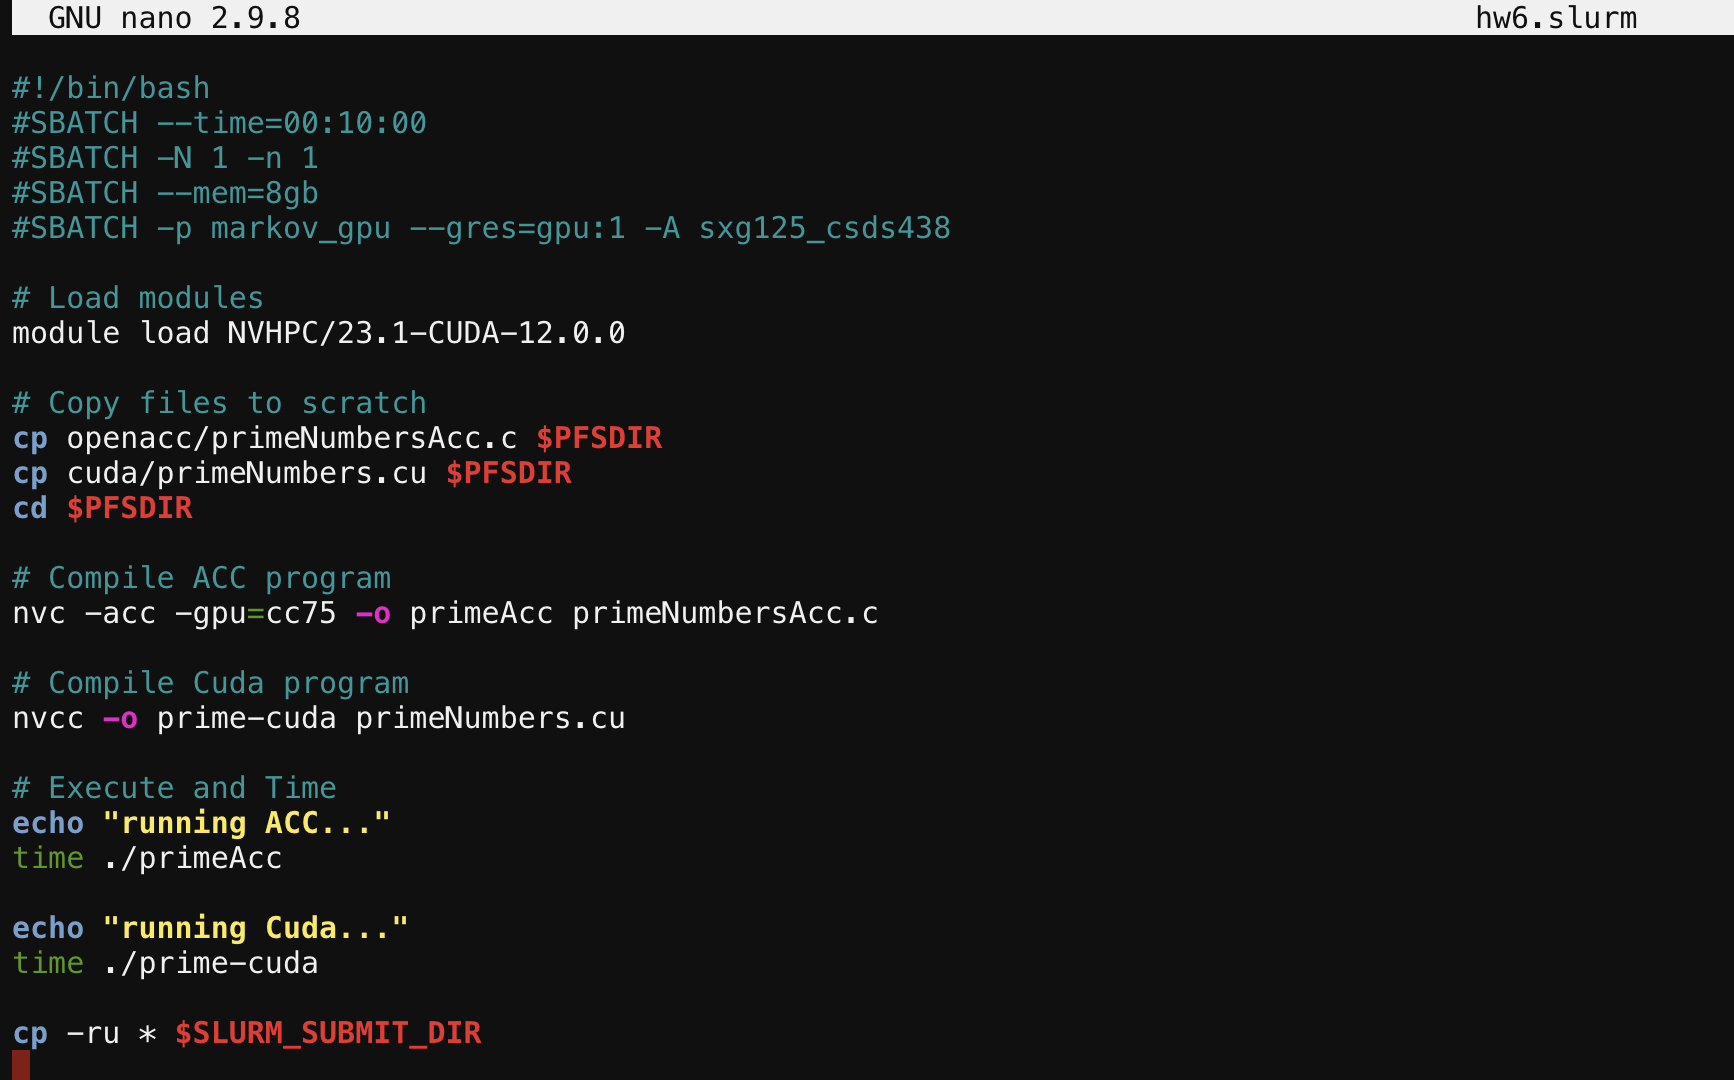 GNU nano 2.9.8 hw6.slurm
#!/bin/bash
#SBATCH --time=00:10:00
#SBATCH -N 1 -n 1
#SBATCH --mem=8gb
#SBATCH -p markov_gpu --gres=gpu:1 -A sxg125_csds438
# Load modules
module load NVHPC/23.1-CUDA-12.0.0
# Copy files to scratch
cp openacc/primeNumbersAcc.c $PFSDIR
cp cuda/primeNumbers.cu $PFSDIR
cd $PFSDIR
# Compile ACC program
nvc -acc -gpu=cc75 -o primeAcc primeNumbersAcc.c
# Compile Cuda program
nvcc -o prime-cuda primeNumbers.cu
# Execute and Time
echo "running ACC..."
time ./primeAcc
echo "running Cuda..."
time ./prime-cuda
cp -ru * $SLURM_SUBMIT_DIR